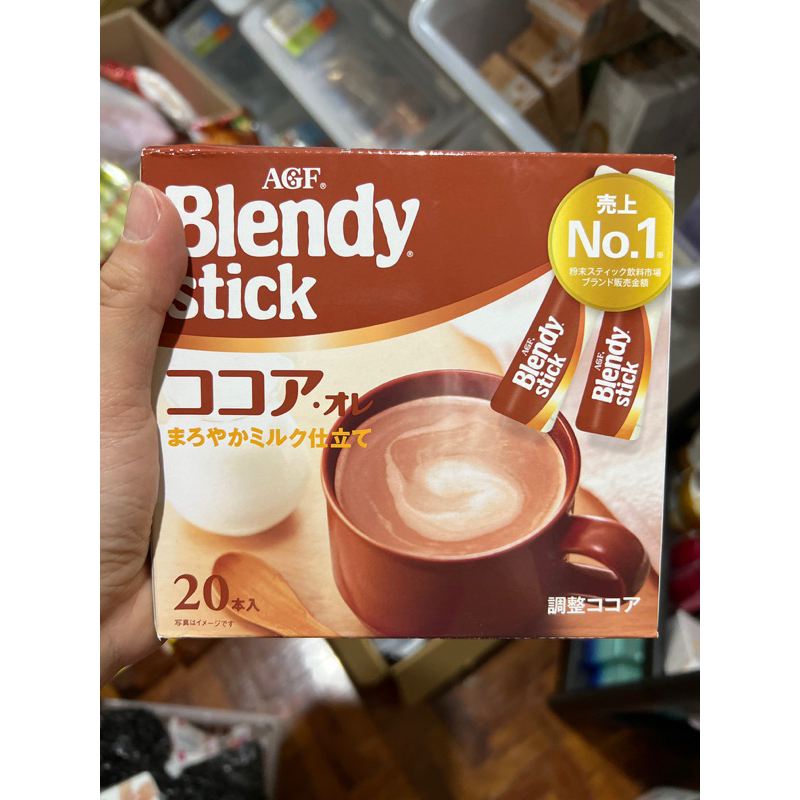 AGF®
Blendy®
stick
売上
No.1※
粉末スティック飲料市場
ブランド販売金額
AGF®
Blendy®
stick
AGF®
Blendy®
stick
ココア・オレ
まろやかミルク仕立て
20本入
写真はイメージです
調整ココア